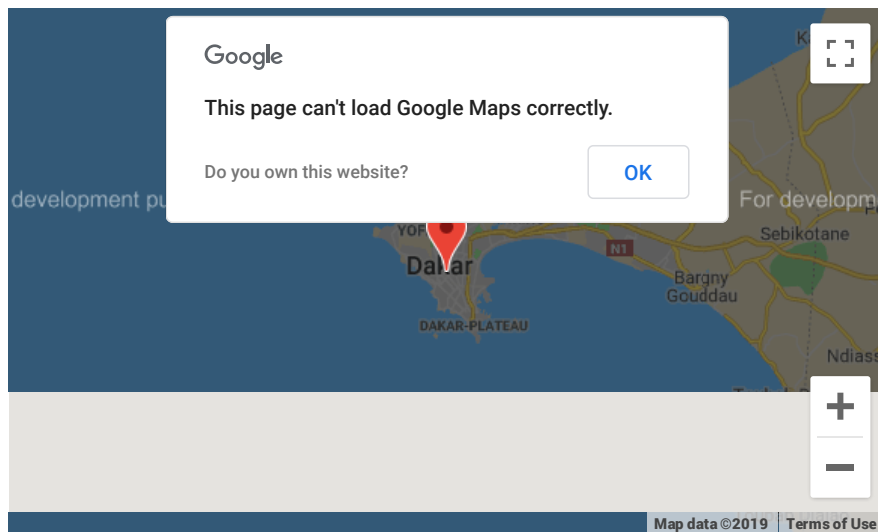 Google
This page can't load Google Maps correctly.
Do you own this website?
OK
development
For developm
YOF
Sebikotane
N1
Dakar
Bargny
Gouddau
DAKAR-PLATEAU
Ndiass
Map data ©2019
Terms of Use